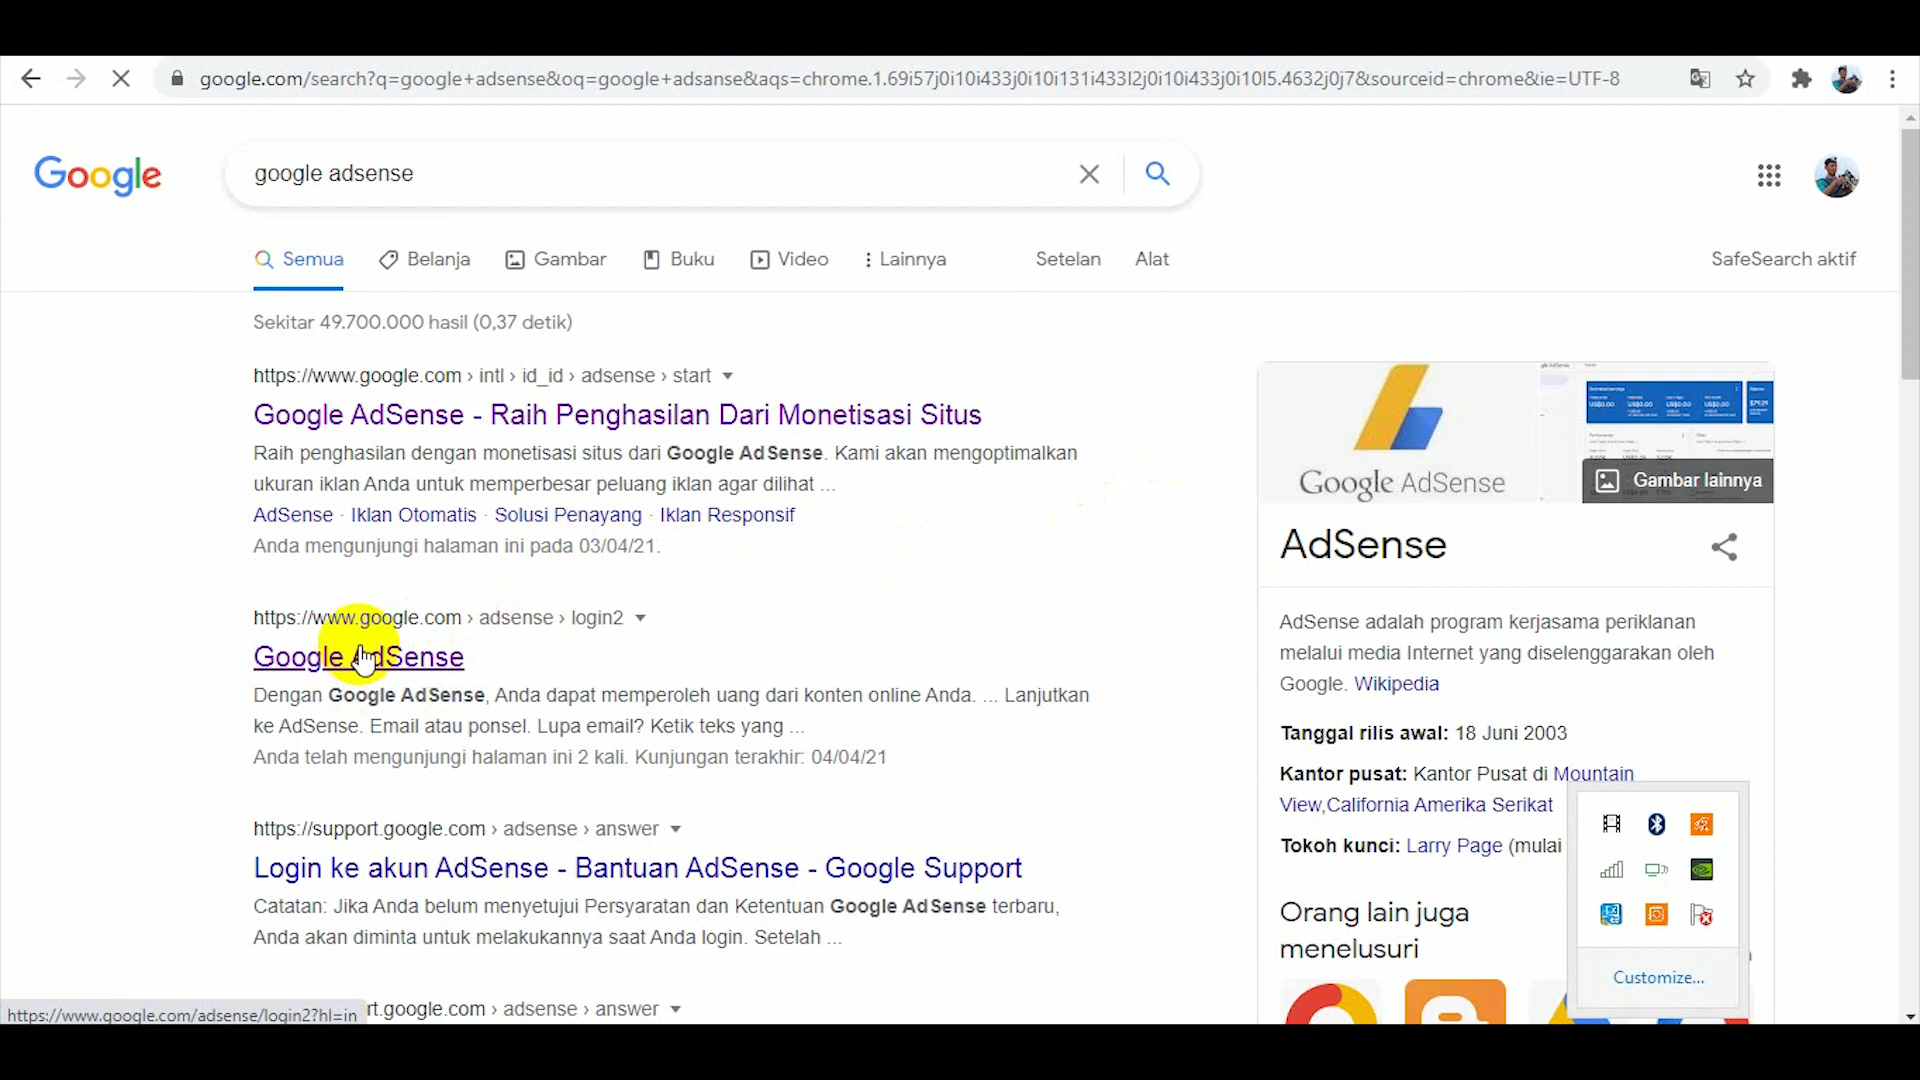 google.com/search?q=google+adsense&oq=google+adsanse&aqs=chrome.1.69i57j0i10i433j0i10i131i433l2j0i10i433j0i10l5.4632j0j7&sourceid=chrome&ie=UTF-8
Google
google adsense
Semua
Belanja
Gambar
Buku
Video
Lainnya
Setelan
Alat
SafeSearch aktif
Sekitar 49.700.000 hasil (0,37 detik)
https://www.google.com › intl › id_id › adsense › start
Google AdSense - Raih Penghasilan Dari Monetisasi Situs
Raih penghasilan dengan monetisasi situs dari Google AdSense. Kami akan mengoptimalkan
ukuran iklan Anda untuk memperbesar peluang iklan agar dilihat ...
AdSense · Iklan Otomatis · Solusi Penayang · Iklan Responsif
Anda mengunjungi halaman ini pada 03/04/21.
https://www.google.com › adsense › login2
Google AdSense
Dengan Google AdSense, Anda dapat memperoleh uang dari konten online Anda. ... Lanjutkan
ke AdSense. Email atau ponsel. Lupa email? Ketik teks yang ...
Anda telah mengunjungi halaman ini 2 kali. Kunjungan terakhir: 04/04/21
https://support.google.com › adsense › answer
Login ke akun AdSense - Bantuan AdSense - Google Support
Catatan: Jika Anda belum menyetujui Persyaratan dan Ketentuan Google AdSense terbaru,
Anda akan diminta untuk melakukannya saat Anda login. Setelah ...
rt.google.com › adsense › answer
https://www.google.com/adsense/login2?hl=in
Google AdSense
Gambar lainnya
AdSense
AdSense adalah program kerjasama periklanan
melalui media Internet yang diselenggarakan oleh
Google. Wikipedia
Tanggal rilis awal: 18 Juni 2003
Kantor pusat: Kantor Pusat di Mountain
View,California Amerika Serikat
Tokoh kunci: Larry Page (mulai
Orang lain juga
menelusuri
Customize...